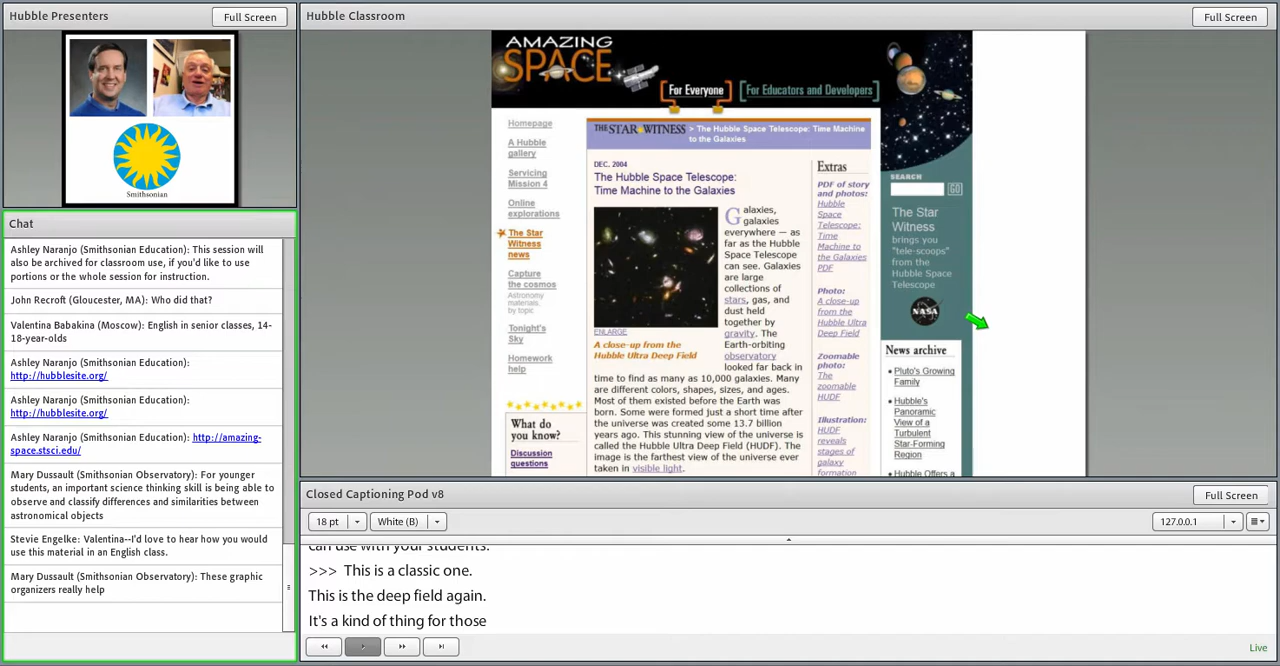 Hubble Presenters
Full Screen
Smithsonian
Chat
Ashley Naranjo (Smithsonian Education): This session will
also be archived for classroom use, if you'd like to use
portions or the whole session for instruction.
John Recroft (Gloucester, MA): Who did that?
Valentina Babakina (Moscow): English in senior classes, 14-
18-year-olds
Ashley Naranjo (Smithsonian Education):
http://hubblesite.org/
Ashley Naranjo (Smithsonian Education):
http://hubblesite.org/
Ashley Naranjo (Smithsonian Education): http://amazing-
space.stsci.edu/
Mary Dussault (Smithsonian Observatory): For younger
students, an important science thinking skill is being able to
observe and classify differences and similarities between
astronomical objects
Stevie Engelke: Valentina--I'd love to hear how you would
use this material in an English class.
Mary Dussault (Smithsonian Observatory): These graphic
organizers really help
Hubble Classroom
Full Screen
AMAZING
SPACE
For Everyone
For Educators and Developers
Homepage
A Hubble
gallery
Servicing
Mission 4
Online
explorations
The Star
Witness
news
Capture
the cosmos
Astronomy
materials,
by topic
Tonight's
Sky
Homework
help
What do
you know?
Discussion
questions
THE STAR WITNESS > The Hubble Space Telescope: Time Machine
to the Galaxies
DEC. 2004
The Hubble Space Telescope:
Time Machine to the Galaxies
ENLARGE
A close-up from the
Hubble Ultra Deep Field
Galaxies,
galaxies
everywhere — as
far as the Hubble
Space Telescope
can see. Galaxies
are large
collections of
stars, gas, and
dust held
together by
gravity. The
Earth-orbiting
observatory
looked far back in
time to find as many as 10,000 galaxies. Many
are different colors, shapes, sizes, and ages.
Most of them existed before the Earth was
born. Some were formed just a short time after
the universe was created some 13.7 billion
years ago. This stunning view of the universe is
called the Hubble Ultra Deep Field (HUDF). The
image is the farthest view of the universe ever
taken in visible light.
Extras
PDF of story
and photos:
Hubble
Space
Telescope:
Time
Machine to
the Galaxies
PDF
Photo:
A close-up
from the
Hubble Ultra
Deep Field
Zoomable
photo:
The
zoomable
HUDF
Illustration:
HUDF
reveals
stages of
galaxy
formation
SEARCH
GO
The Star
Witness
brings you
"tele-scoops"
from the
Hubble Space
Telescope
NASA
News archive
Pluto's Growing
Family
Hubble's
Panoramic
View of a
Turbulent
Star-Forming
Region
Hubble Offers a
Closed Captioning Pod v8
Full Screen
18 pt
White (B)
127.0.0.1
can use with your students.
>>> This is a classic one.
This is the deep field again.
It's a kind of thing for those
Live